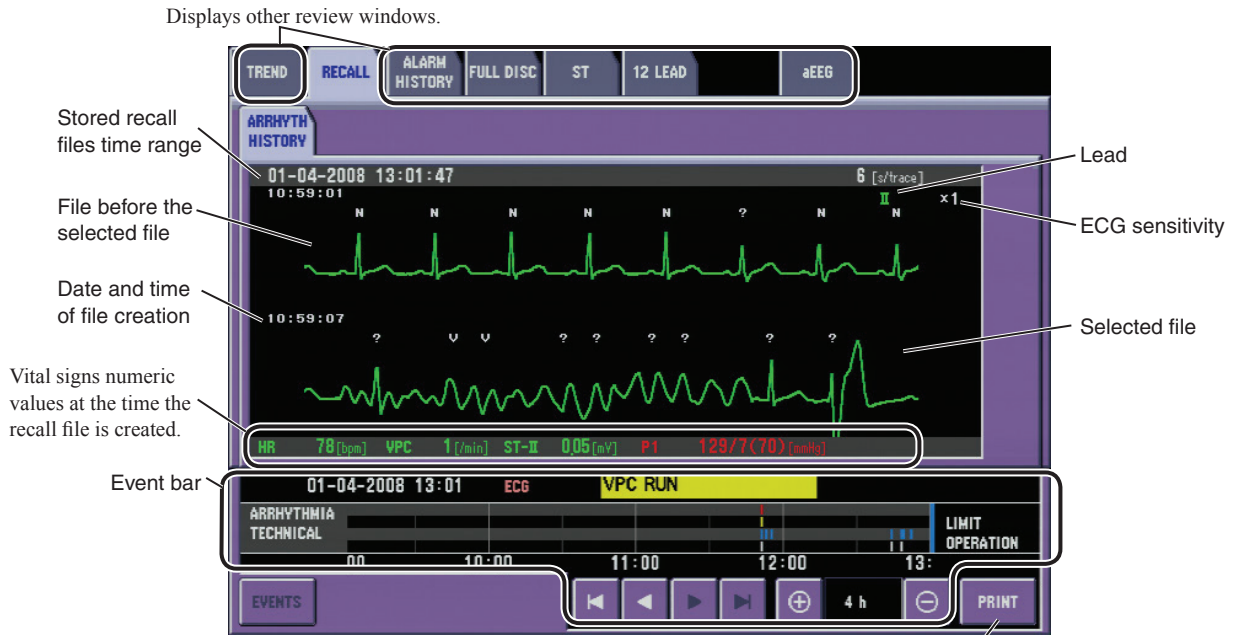 Displays other review windows.
TREND
RECALL
ALARM
HISTORY
FULL DISC
ST
12 LEAD
aEEG
ARRHYTH
HISTORY
Stored recall
files time range
01-04-2008 13:01:47
6 [s/trace]
Lead
10:59:01
II
×1
ECG sensitivity
N N N N N ? N N
File before the
selected file
Date and time
of file creation
10:59:07
Selected file
? V V ? ? ? ? ? ?
Vital signs numeric
values at the time the
recall file is created.
HR 78[bpm] VPC 1[/min] ST-II 0.05[mV] P1 129/7(70)[mmHg]
Event bar
01-04-2008 13:01 ECG VPC RUN
ARRHYTHMIA
TECHNICAL
LIMIT
OPERATION
00 10:00 11:00 12:00 13:
EVENTS
4 h
PRINT